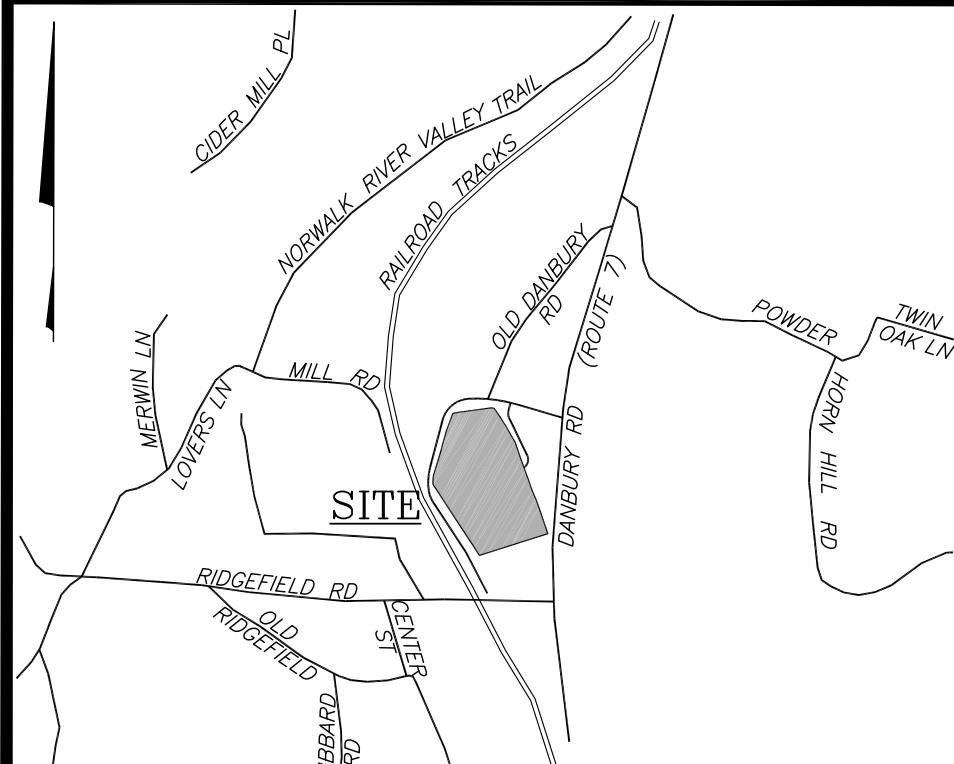 CIDER MILL PL
NORWALK RIVER VALLEY TRAIL
RAILROAD TRACKS
OLD DANBURY
RD
(ROUTE 7)
POWDER
TWIN
OAK LN
MERWIN LN
LOVERS LN
MILL RD
HORN HILL RD
DANBURY RD
SITE
RIDGEFIELD RD
OLD
RIDGEFIELD
CENTER
ST
BBARD
RD